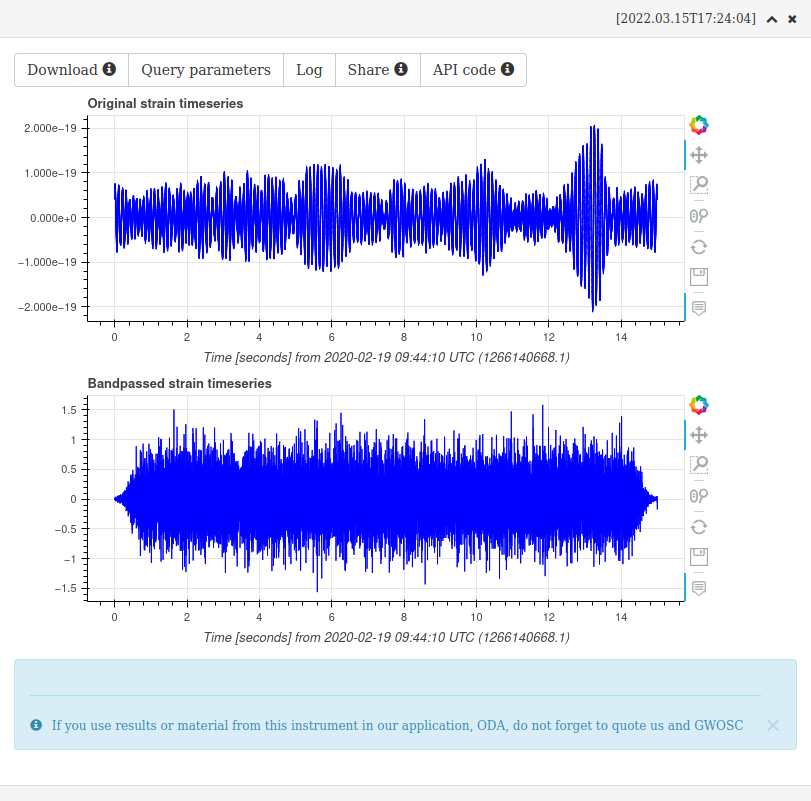 [2022.03.15T17:24:04]
Download Query parameters Log Share API code
Original strain timeseries
2.000e−19
1.000e−19
0.000e+0
−1.000e−19
−2.000e−19
0 2 4 6 8 10 12 14
Time [seconds] from 2020-02-19 09:44:10 UTC (1266140668.1)
Bandpassed strain timeseries
1.5
1
0.5
0
−0.5
−1
−1.5
0 2 4 6 8 10 12 14
Time [seconds] from 2020-02-19 09:44:10 UTC (1266140668.1)
If you use results or material from this instrument in our application, ODA, do not forget to quote us and GWOSC